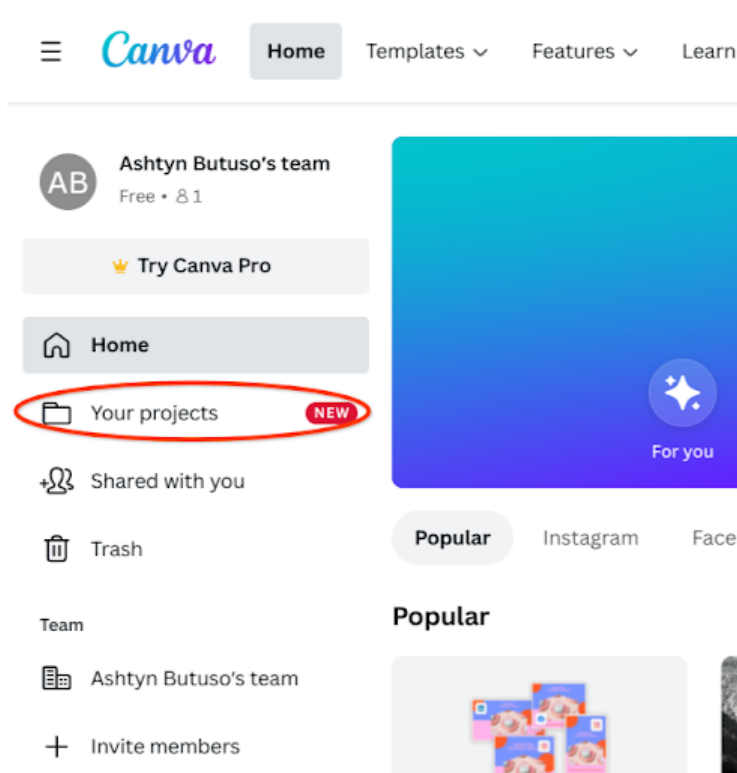 Canva
Home
Templates
Features
Learn
AB
Ashtyn Butuso's team
Free • 1
Try Canva Pro
Home
Your projects NEW
Shared with you
Trash
Team
Ashtyn Butuso's team
Invite members
For you
Popular
Instagram
Face
Popular